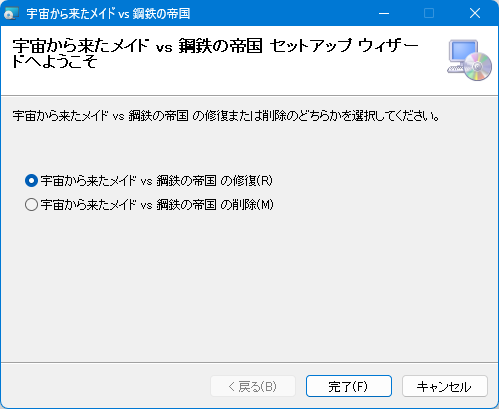 宇宙から来たメイド vs 鋼鉄の帝国
宇宙から来たメイド vs 鋼鉄の帝国 セットアップ ウィザー
ドへようこそ
宇宙から来たメイド vs 鋼鉄の帝国 の修復または削除のどちらかを選択してください。
宇宙から来たメイド vs 鋼鉄の帝国 の修復(R)
宇宙から来たメイド vs 鋼鉄の帝国 の削除(M)
< 戻る(B)
完了(F)
キャンセル